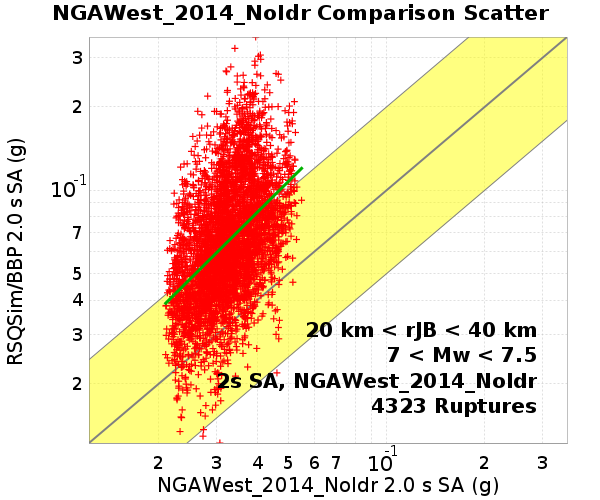 NGAWest_2014_NoIdr Comparison Scatter
RSQSim/BBP 2.0 s SA (g)
3
2
10-1
7
5
4
3
2
20 km < rJB < 40 km
7 < Mw < 7.5
2s SA, NGAWest_2014_NoIdr
4323 Ruptures
2 3 4 5 6 7 10-1 2 3
NGAWest_2014_NoIdr 2.0 s SA (g)